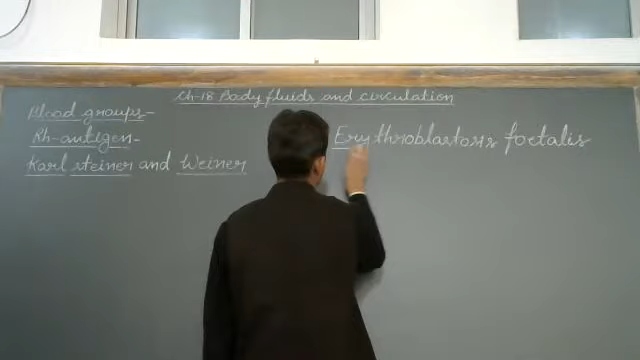 Ch-18 Body fluids and circulation
Blood groups-
Rh-antigen-
Karl steiner and Weiner
Erythroblastosis foetalis